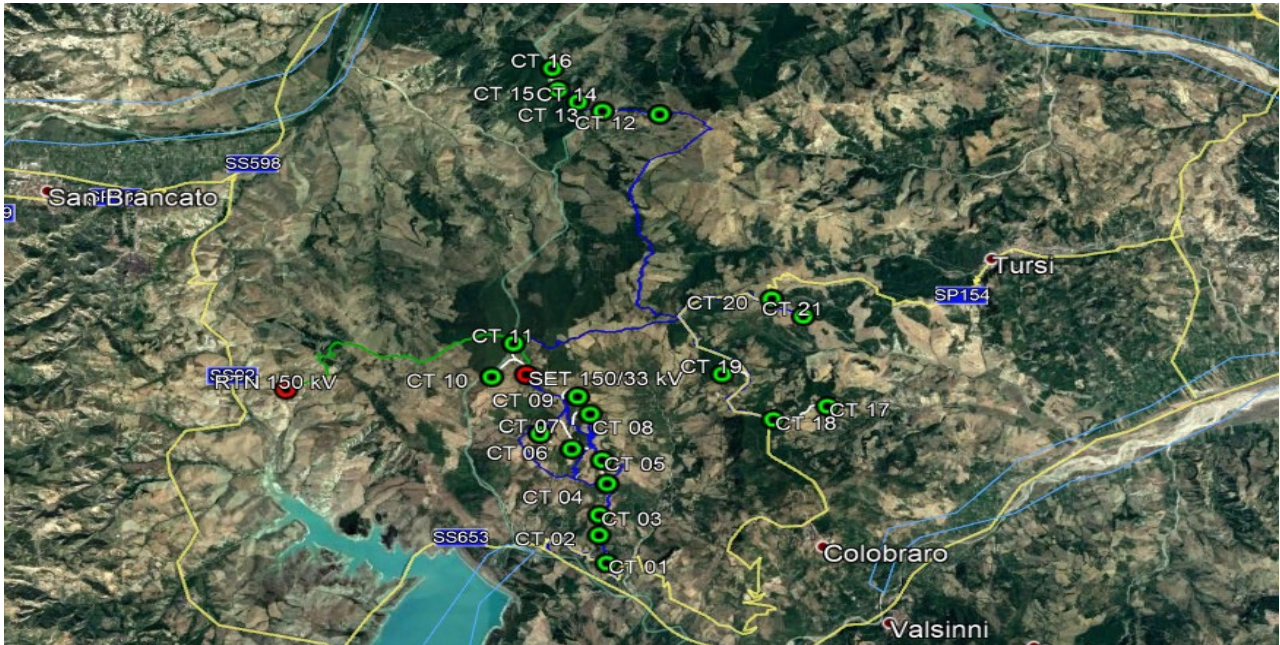 CT 16
CT 15
CT 14
CT 13
CT 12
SS598
San Brancato
9
Tursi
SP154
CT 20
CT 21
CT 11
CT 19
RTN 150 kV
CT 10
SET 150/33 kV
CT 09
CT 17
CT 18
CT 07
CT 08
CT 06
CT 05
CT 04
CT 03
SS653
CT 02
CT 01
Colobraro
Valsinni